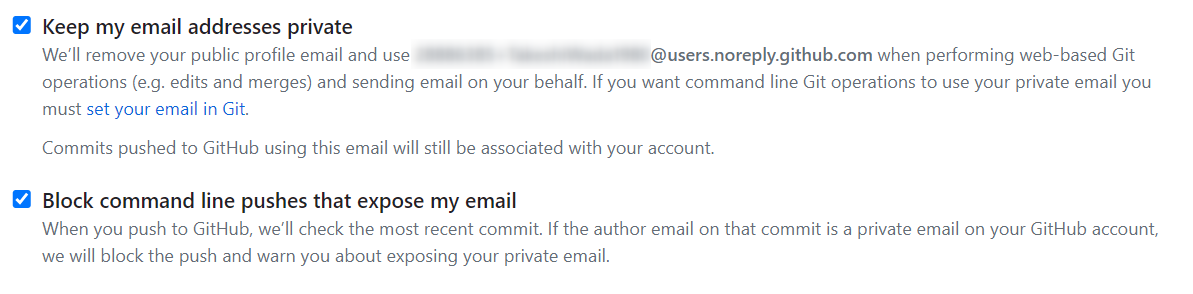 Keep my email addresses private
We’ll remove your public profile email and use @users.noreply.github.com when performing web-based Git
operations (e.g. edits and merges) and sending email on your behalf. If you want command line Git operations to use your private email you
must set your email in Git.
Commits pushed to GitHub using this email will still be associated with your account.
Block command line pushes that expose my email
When you push to GitHub, we’ll check the most recent commit. If the author email on that commit is a private email on your GitHub account,
we will block the push and warn you about exposing your private email.